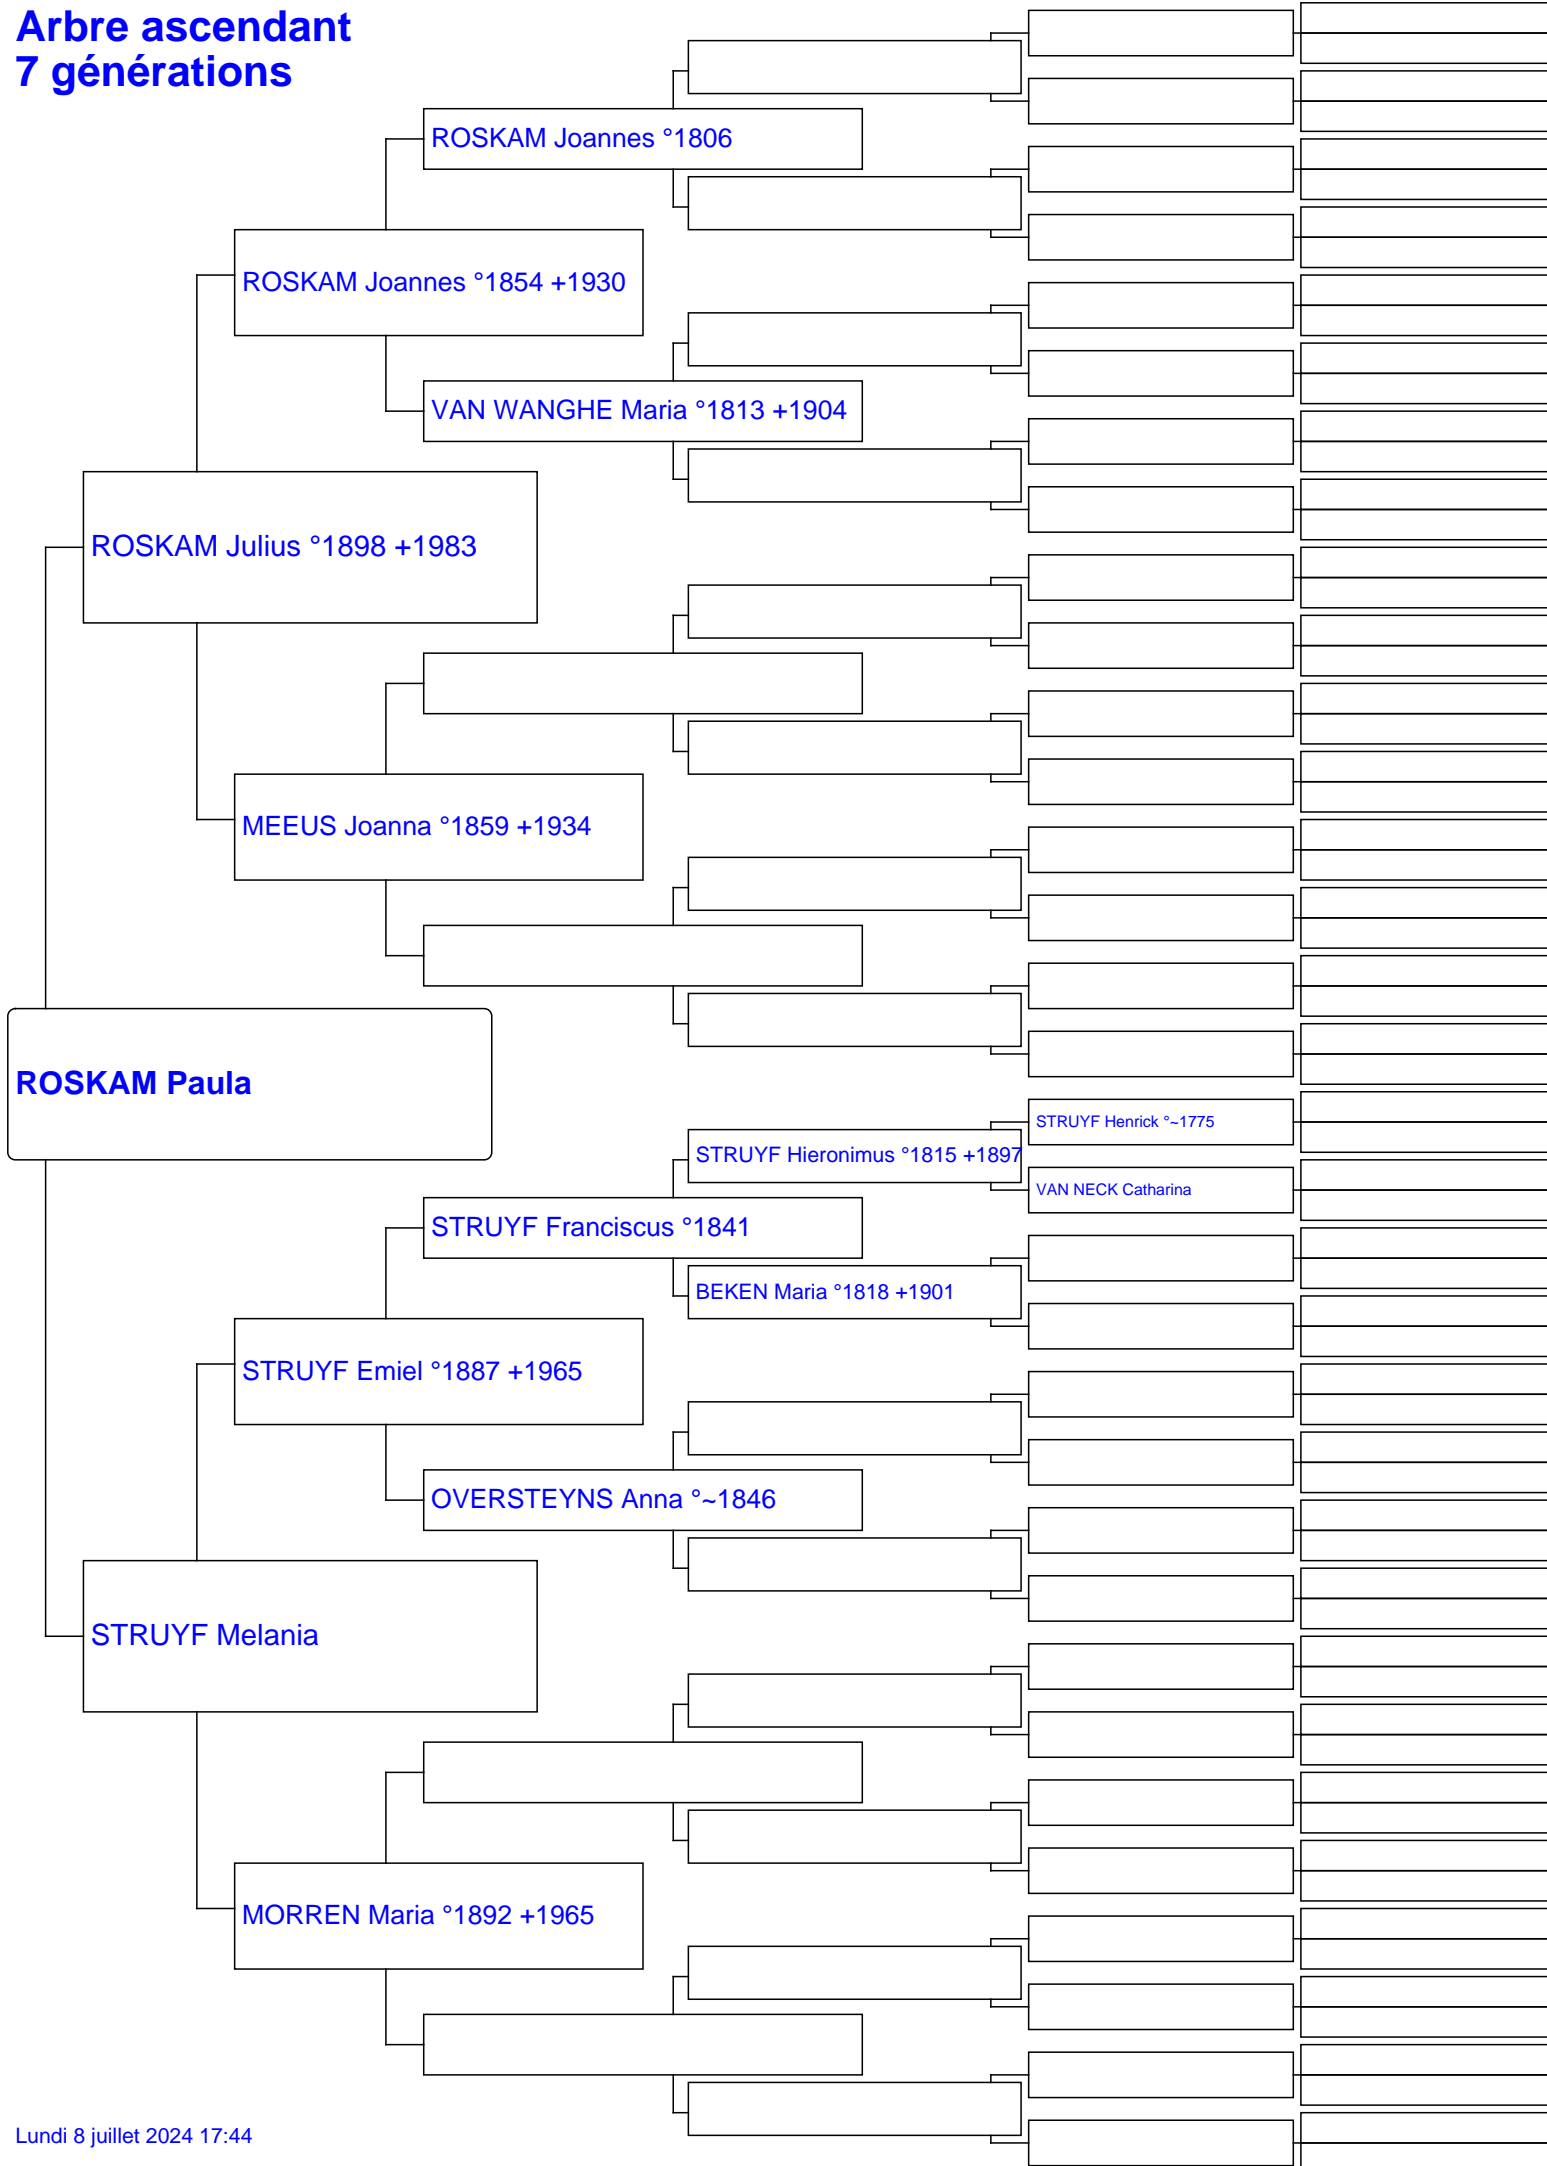 Arbre ascendant
7 générations
ROSKAM Joannes °1806
ROSKAM Joannes °1854 +1930
VAN WANGHE Maria °1813 +1904
ROSKAM Julius °1898 +1983
MEEUS Joanna °1859 +1934
ROSKAM Paula
STRUYF Henrick °~1775
STRUYF Hieronimus °1815 +1897
VAN NECK Catharina
STRUYF Franciscus °1841
BEKEN Maria °1818 +1901
STRUYF Emiel °1887 +1965
OVERSTEYNS Anna °~1846
STRUYF Melania
MORREN Maria °1892 +1965
Lundi 8 juillet 2024 17:44